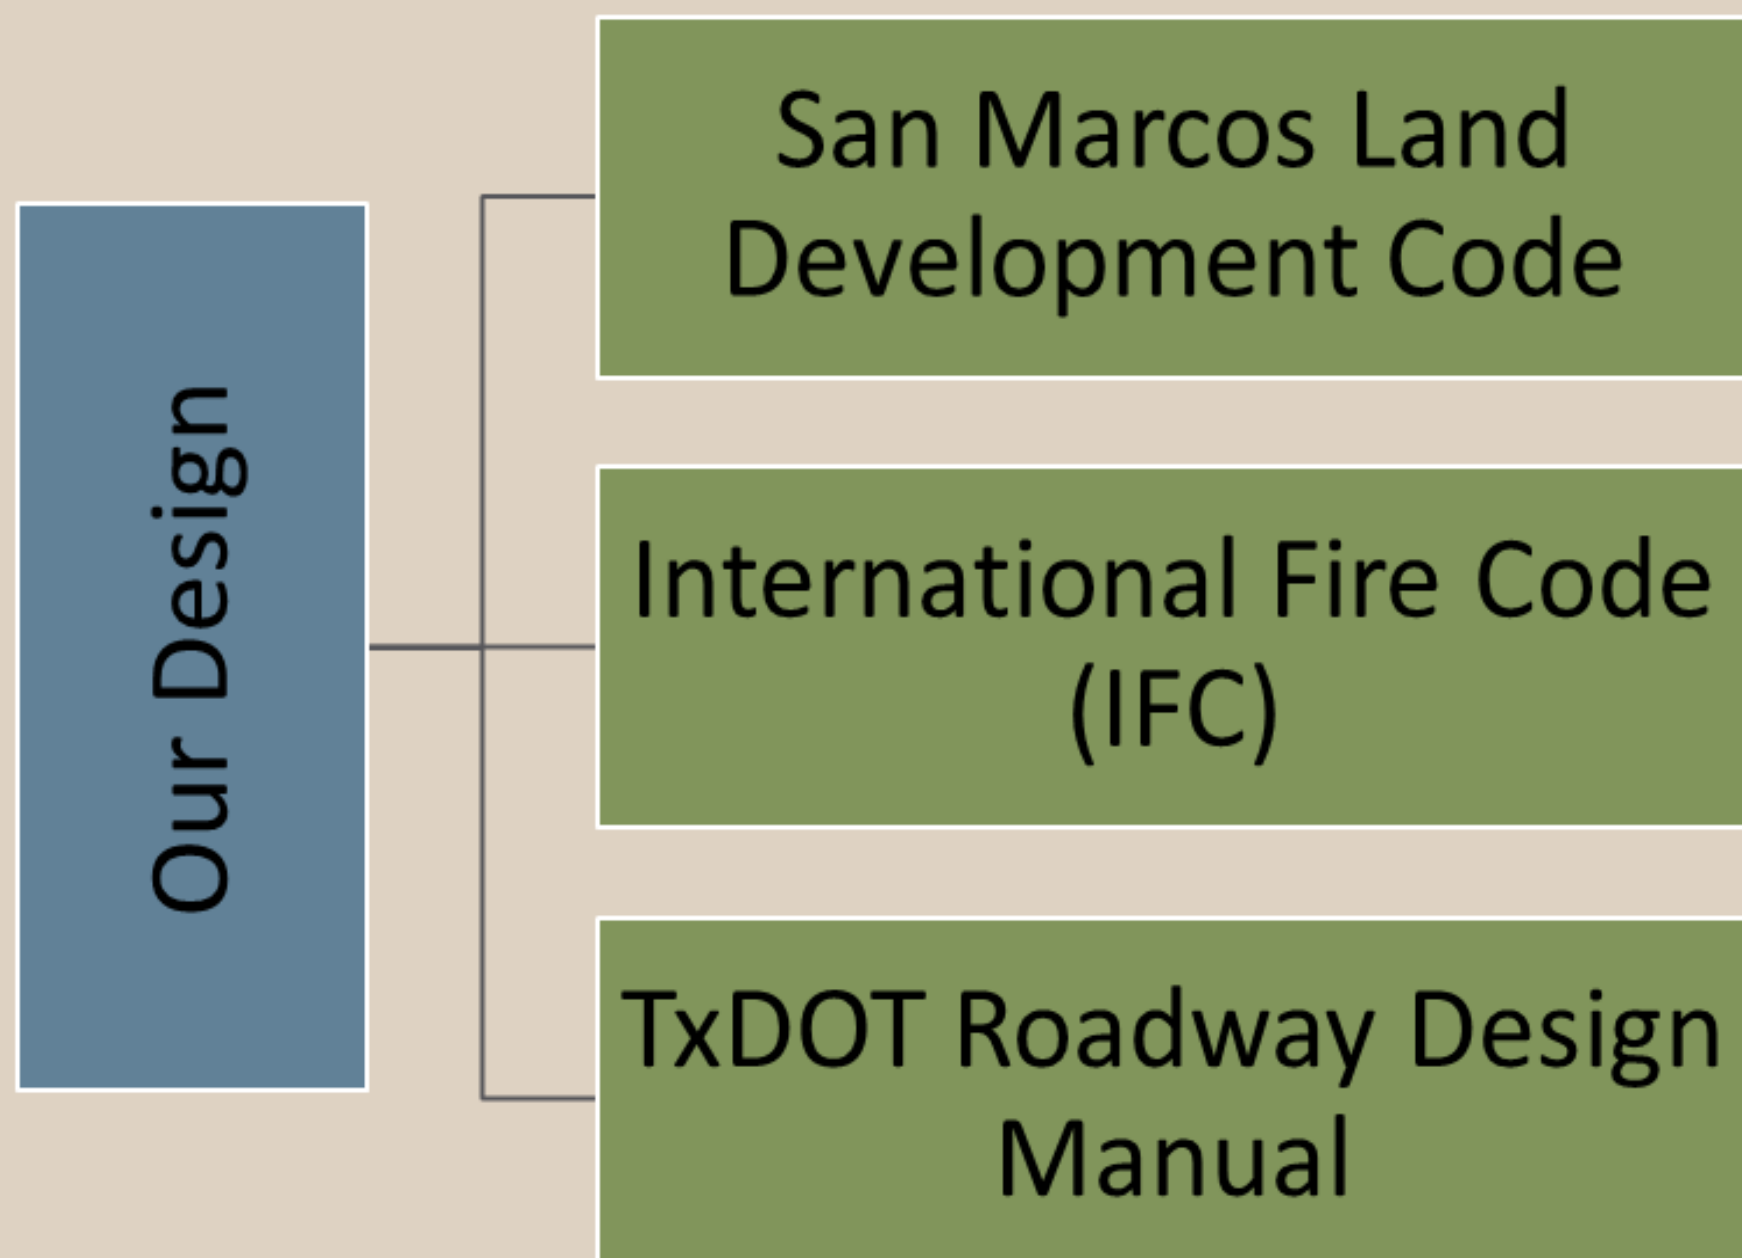 Our Design
San Marcos Land
Development Code
International Fire Code
(IFC)
TxDOT Roadway Design
Manual